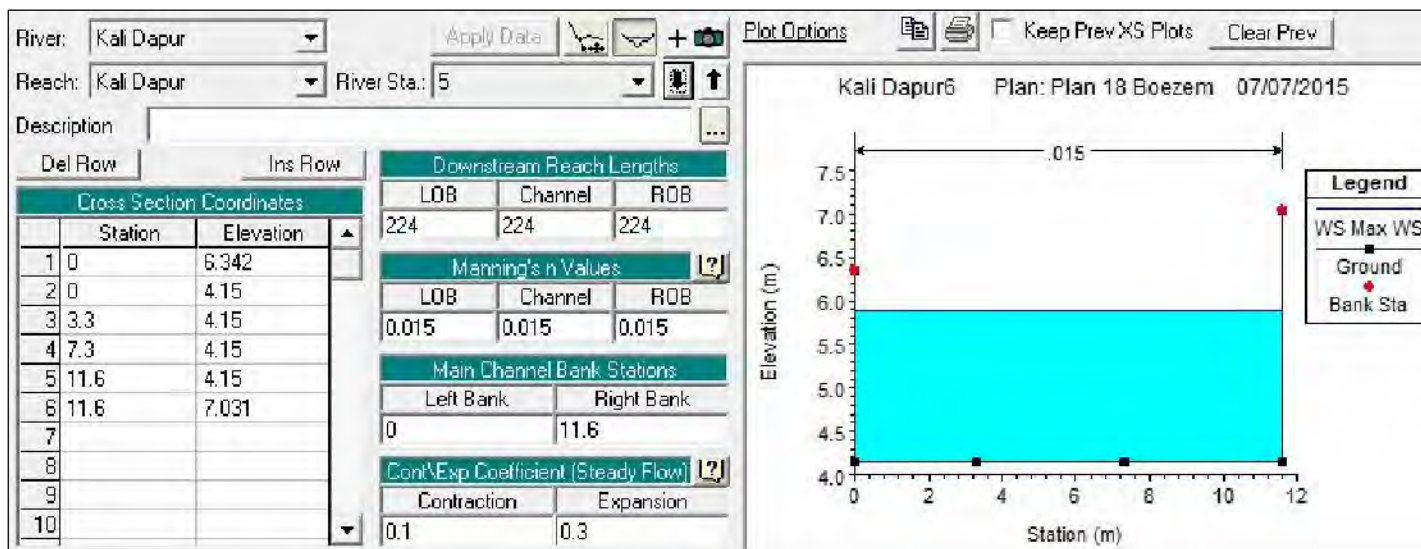 River: Kali Dapur Apply Data +
Reach: Kali Dapur River Sta.: 5
Description ...
Del Row Ins Row
Cross Section Coordinates
Station Elevation
1 0 6.342
2 0 4.15
3 3.3 4.15
4 7.3 4.15
5 11.6 4.15
6 11.6 7.031
7
8
9
10
Downstream Reach Lengths
LOB Channel ROB
224 224 224
Manning's n Values ?
LOB Channel ROB
0.015 0.015 0.015
Main Channel Bank Stations
Left Bank Right Bank
0 11.6
Cont\Exp Coefficient (Steady Flow) ?
Contraction Expansion
0.1 0.3
Plot Options Keep Prev XS Plots Clear Prev
Kali Dapur6 Plan: Plan 18 Boezem 07/07/2015
.015
7.5
7.0
6.5
6.0
5.5
5.0
4.5
4.0
Elevation (m)
0 2 4 6 8 10 12
Station (m)
Legend
WS Max WS
Ground
Bank Sta